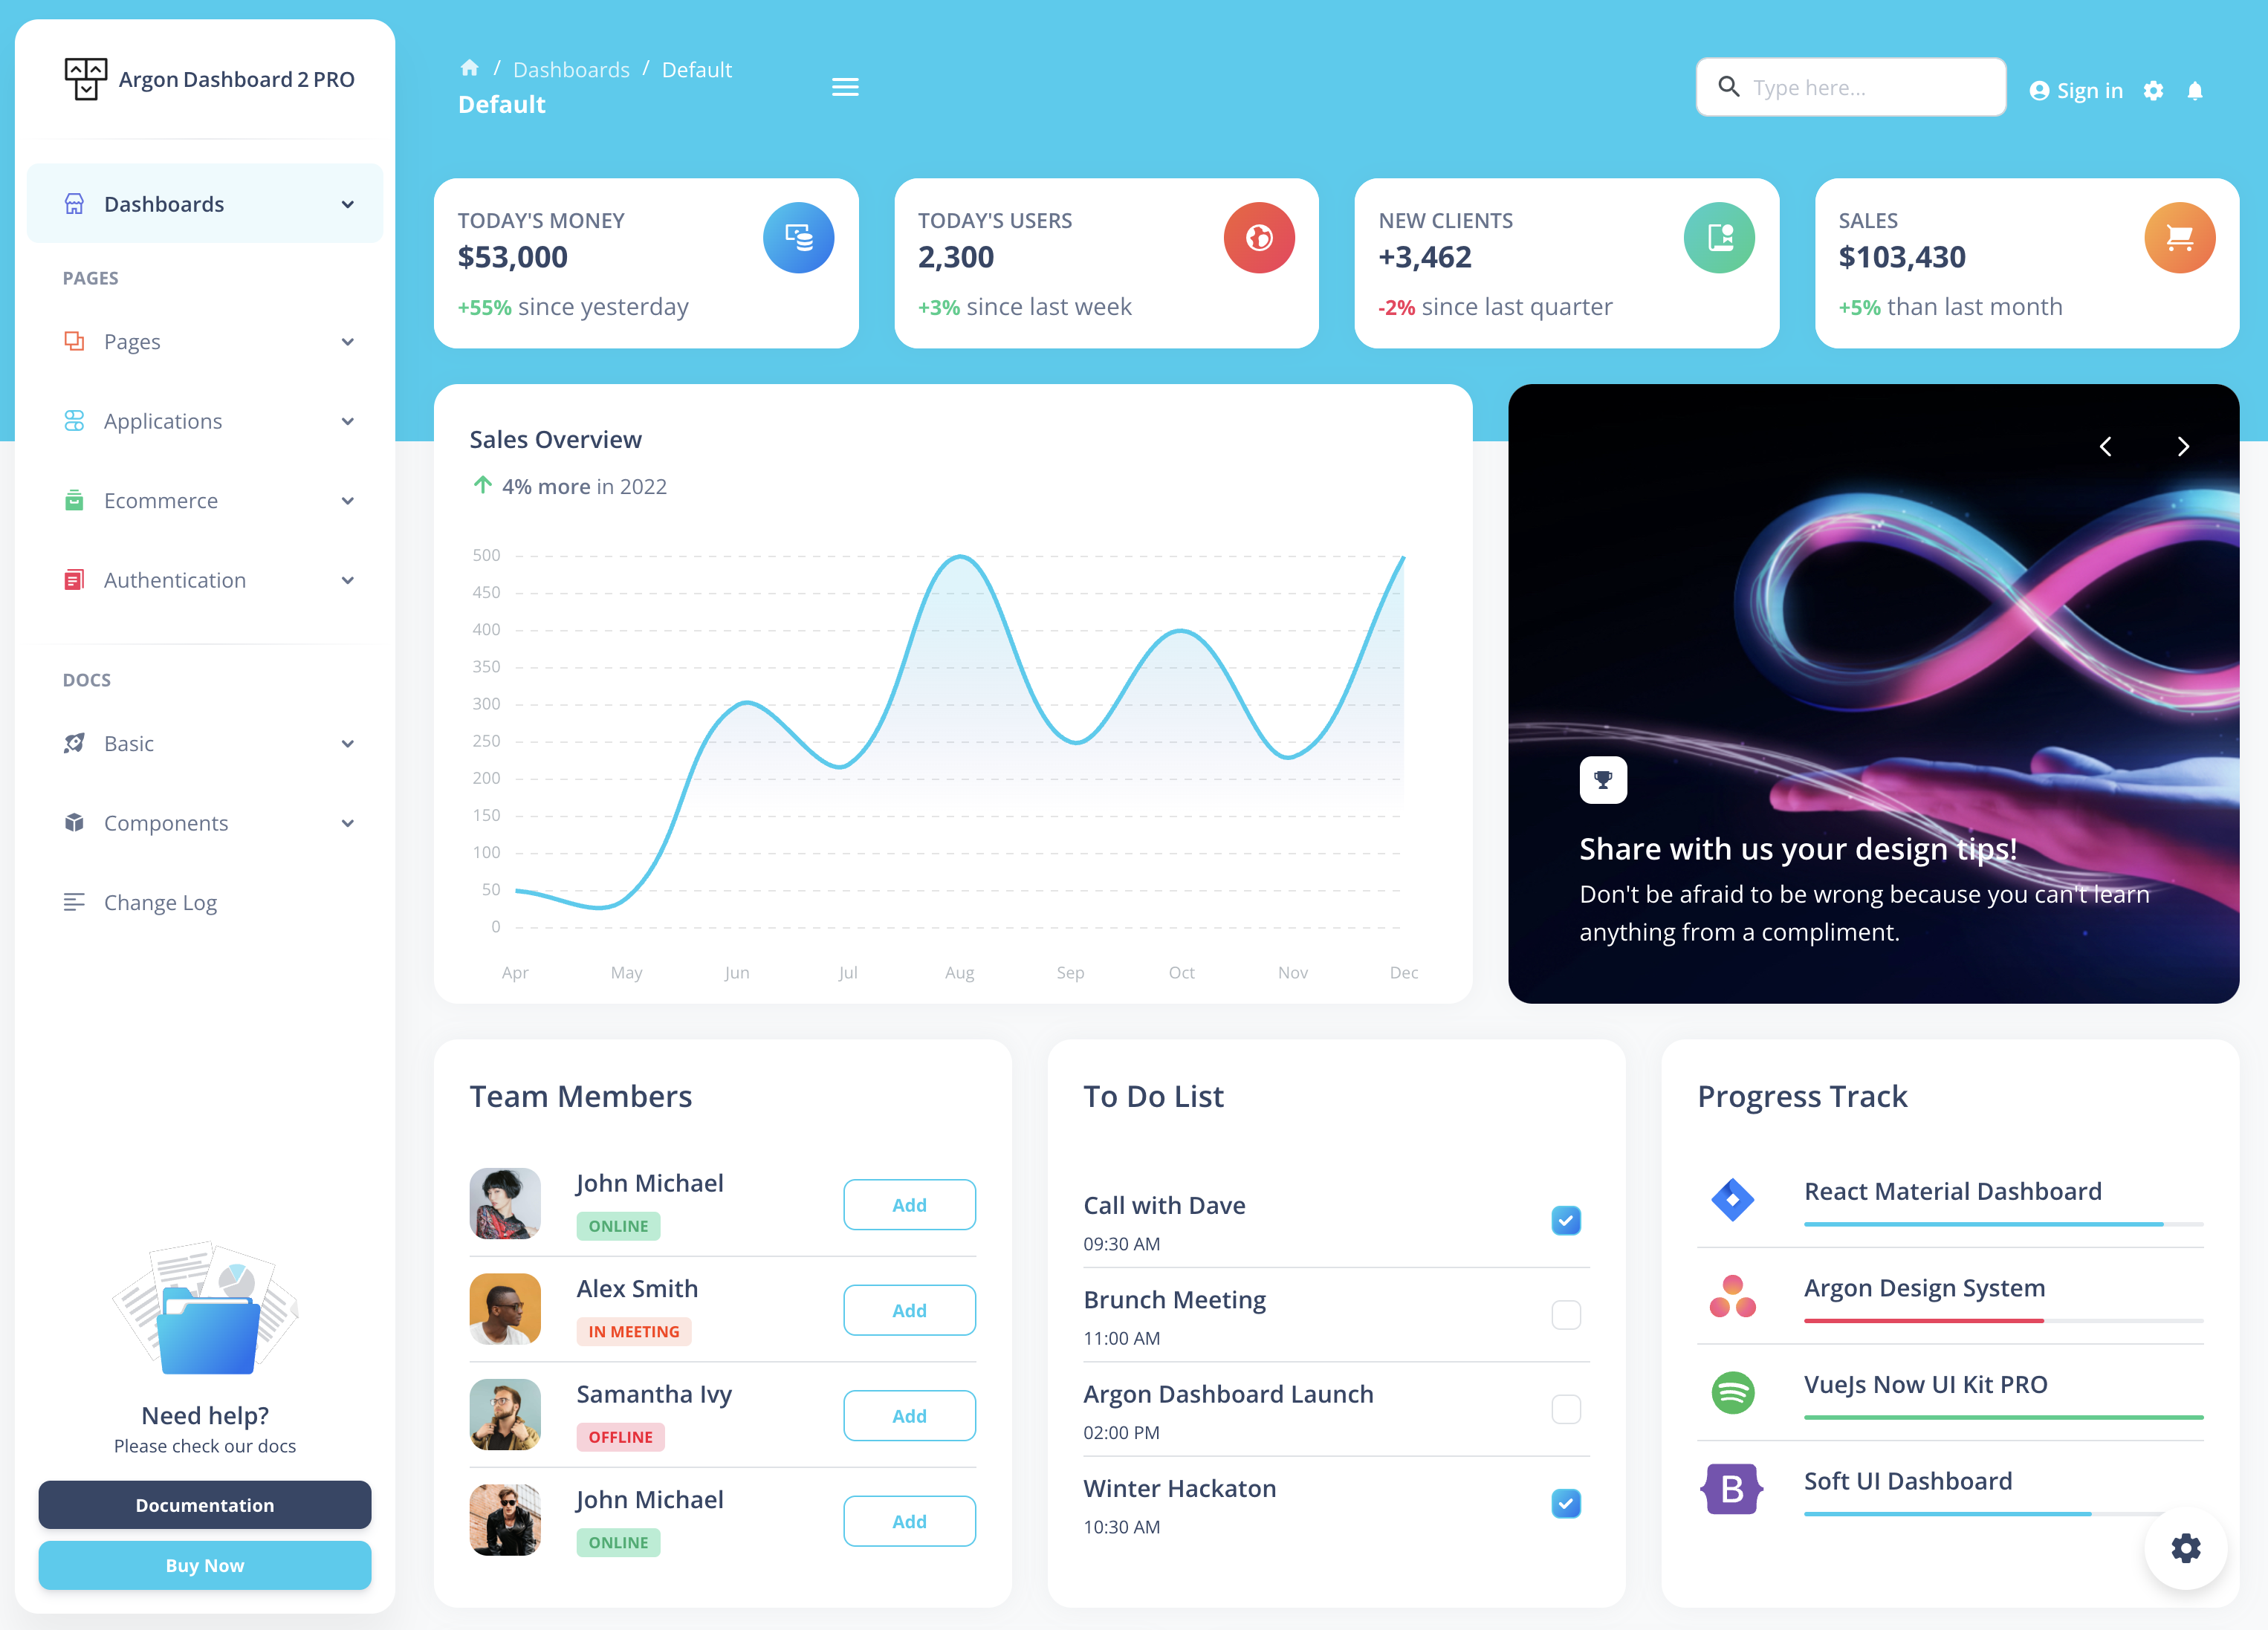 Argon Dashboard 2 PRO
Dashboards
PAGES
Pages
Applications
Ecommerce
Authentication
DOCS
Basic
Components
Change Log
Need help?
Please check our docs
Documentation
Buy Now
/ Dashboards / Default
Default
Type here...
Sign in
TODAY'S MONEY
$53,000
+55% since yesterday
TODAY'S USERS
2,300
+3% since last week
NEW CLIENTS
+3,462
-2% since last quarter
SALES
$103,430
+5% than last month
Sales Overview
4% more in 2022
500
450
400
350
300
250
200
150
100
50
0
Apr May Jun Jul Aug Sep Oct Nov Dec
Share with us your design tips!
Don't be afraid to be wrong because you can't learn
anything from a compliment.
Team Members
John Michael
ONLINE
Add
Alex Smith
IN MEETING
Add
Samantha Ivy
OFFLINE
Add
John Michael
ONLINE
Add
To Do List
Call with Dave
09:30 AM
Brunch Meeting
11:00 AM
Argon Dashboard Launch
02:00 PM
Winter Hackaton
10:30 AM
Progress Track
React Material Dashboard
Argon Design System
VueJs Now UI Kit PRO
B
Soft UI Dashboard